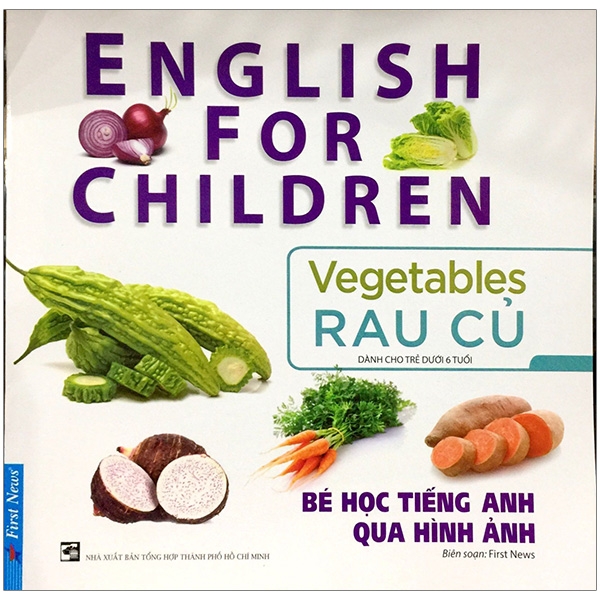 ENGLISH
FOR
CHILDREN
Vegetables
RAU CỦ
DÀNH CHO TRẺ DƯỚI 6 TUỔI
BÉ HỌC TIẾNG ANH
QUA HÌNH ẢNH
Biên soạn: First News
First News
NHÀ XUẤT BẢN TỔNG HỢP THÀNH PHỐ HỒ CHÍ MINH